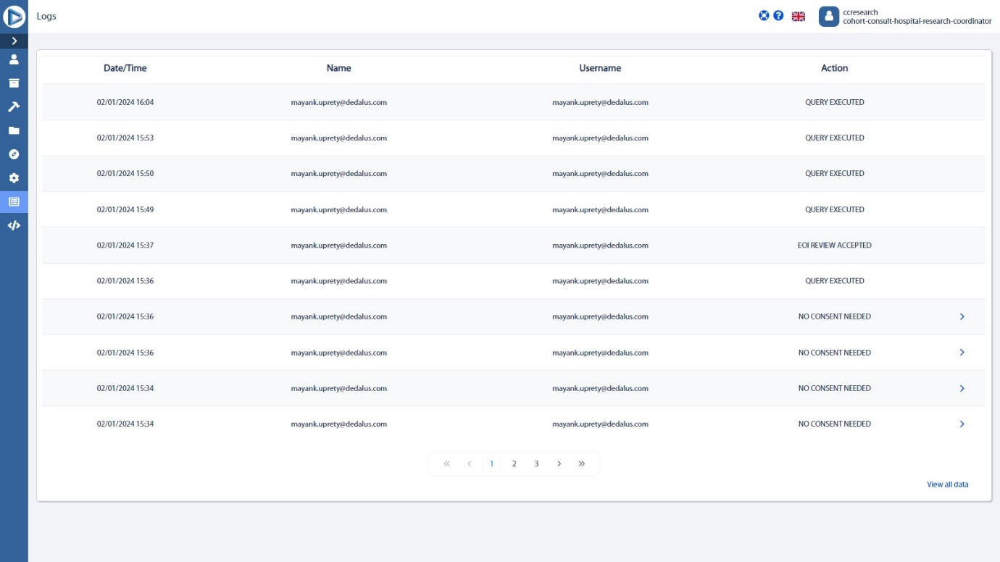 Logs
ccresearch
cohort-consult-hospital-research-coordinator
Date/Time Name Username Action
02/01/2024 16:04 mayank.uprety@dedalus.com mayank.uprety@dedalus.com QUERY EXECUTED
02/01/2024 15:53 mayank.uprety@dedalus.com mayank.uprety@dedalus.com QUERY EXECUTED
02/01/2024 15:50 mayank.uprety@dedalus.com mayank.uprety@dedalus.com QUERY EXECUTED
02/01/2024 15:49 mayank.uprety@dedalus.com mayank.uprety@dedalus.com QUERY EXECUTED
02/01/2024 15:37 mayank.uprety@dedalus.com mayank.uprety@dedalus.com EOI REVIEW ACCEPTED
02/01/2024 15:36 mayank.uprety@dedalus.com mayank.uprety@dedalus.com QUERY EXECUTED
02/01/2024 15:36 mayank.uprety@dedalus.com mayank.uprety@dedalus.com NO CONSENT NEEDED
02/01/2024 15:36 mayank.uprety@dedalus.com mayank.uprety@dedalus.com NO CONSENT NEEDED
02/01/2024 15:34 mayank.uprety@dedalus.com mayank.uprety@dedalus.com NO CONSENT NEEDED
02/01/2024 15:34 mayank.uprety@dedalus.com mayank.uprety@dedalus.com NO CONSENT NEEDED
« ‹ 1 2 3 › »
View all data